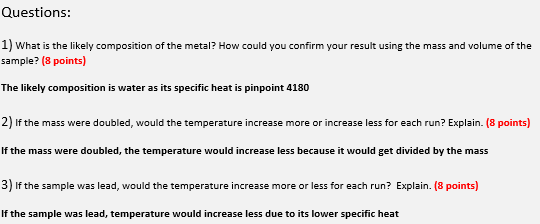 Questions:
1) What is the likely composition of the metal? How could you confirm your result using the mass and volume of the
sample? (8 points)
The likely composition is water as its specific heat is pinpoint 4180
2) If the mass were doubled, would the temperature increase more or increase less for each run? Explain. (8 points)
If the mass were doubled, the temperature would increase less because it would get divided by the mass
3) If the sample was lead, would the temperature increase more or less for each run? Explain. (8 points)
If the sample was lead, temperature would increase less due to its lower specific heat